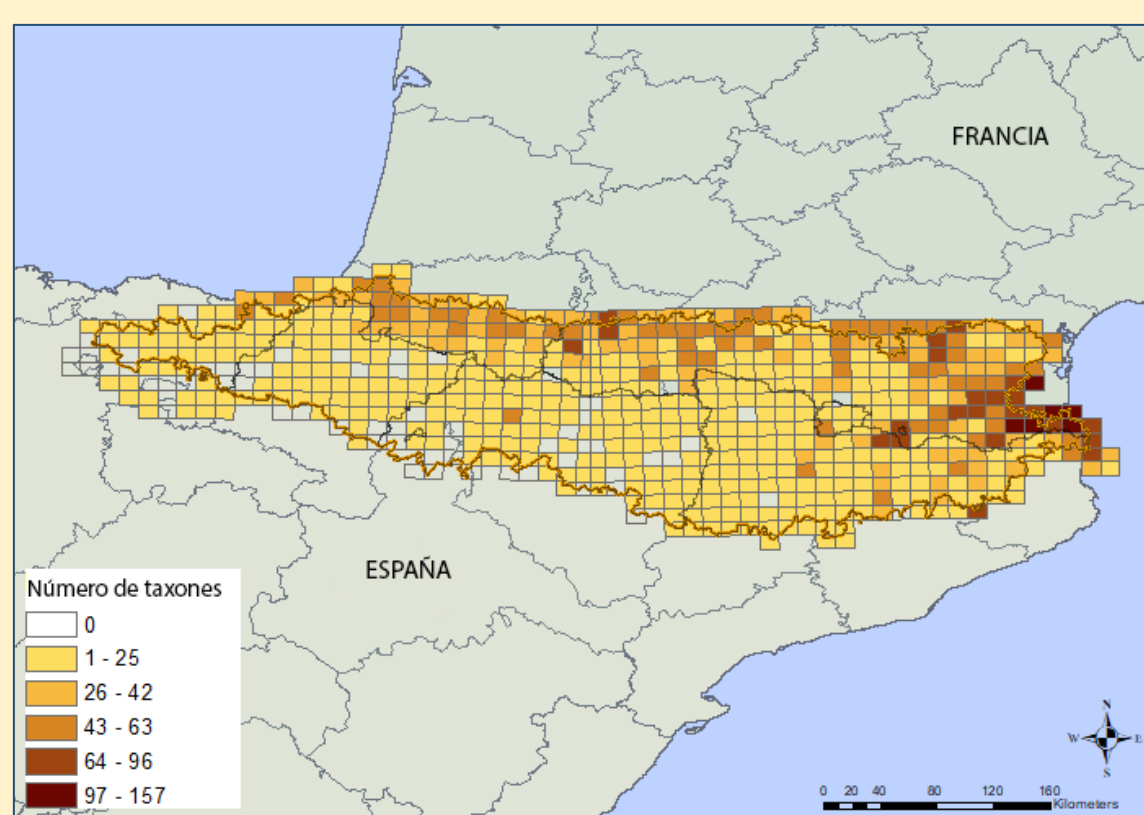 FRANCIA
ESPAÑA
Número de taxones
0
1 - 25
26 - 42
43 - 63
64 - 96
97 - 157
N
W E
S
0 20 40 80 120 160
Kilometers